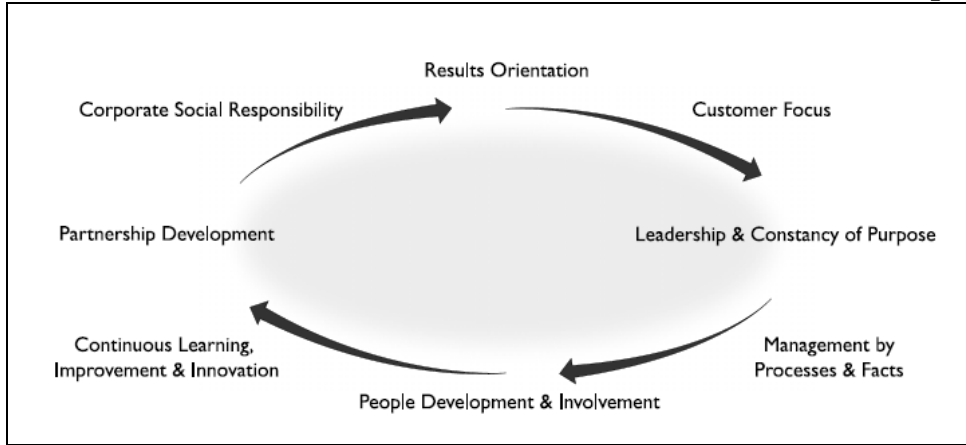 Results Orientation
Corporate Social Responsibility
Customer Focus
Partnership Development
Leadership & Constancy of Purpose
Continuous Learning,
Improvement & Innovation
Management by
Processes & Facts
People Development & Involvement